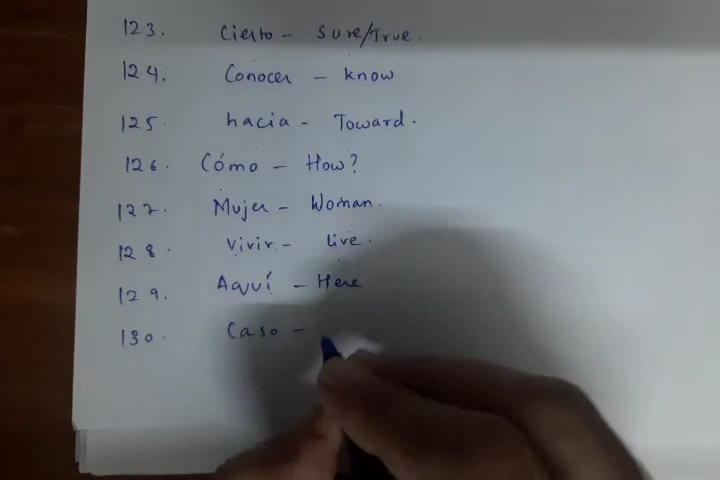 123. Cierto - Sure/True.
124. Conocer - know
125. hacia - Toward.
126. Cómo - How?
127. Mujer - Woman.
128. Vivir - live.
129. Aquí - Here
130. Caso -